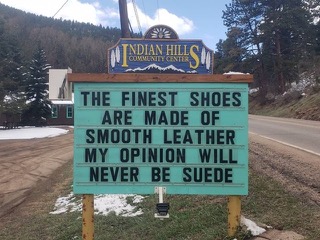 INDIAN HILLS
COMMUNITY CENTER
THE FINEST SHOES
ARE MADE OF
SMOOTH LEATHER
MY OPINION WILL
NEVER BE SUEDE